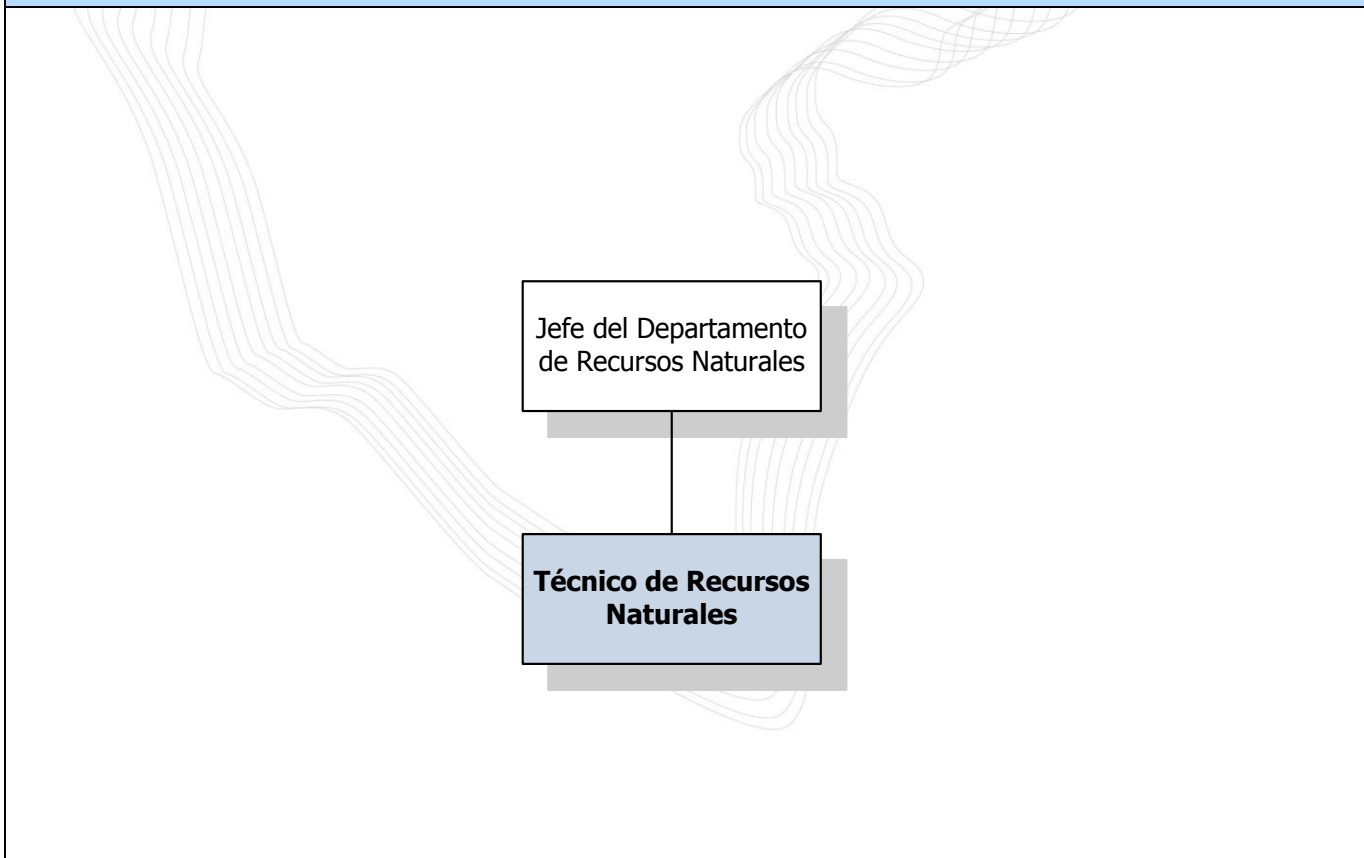 Jefe del Departamento
de Recursos Naturales
Técnico de Recursos
Naturales